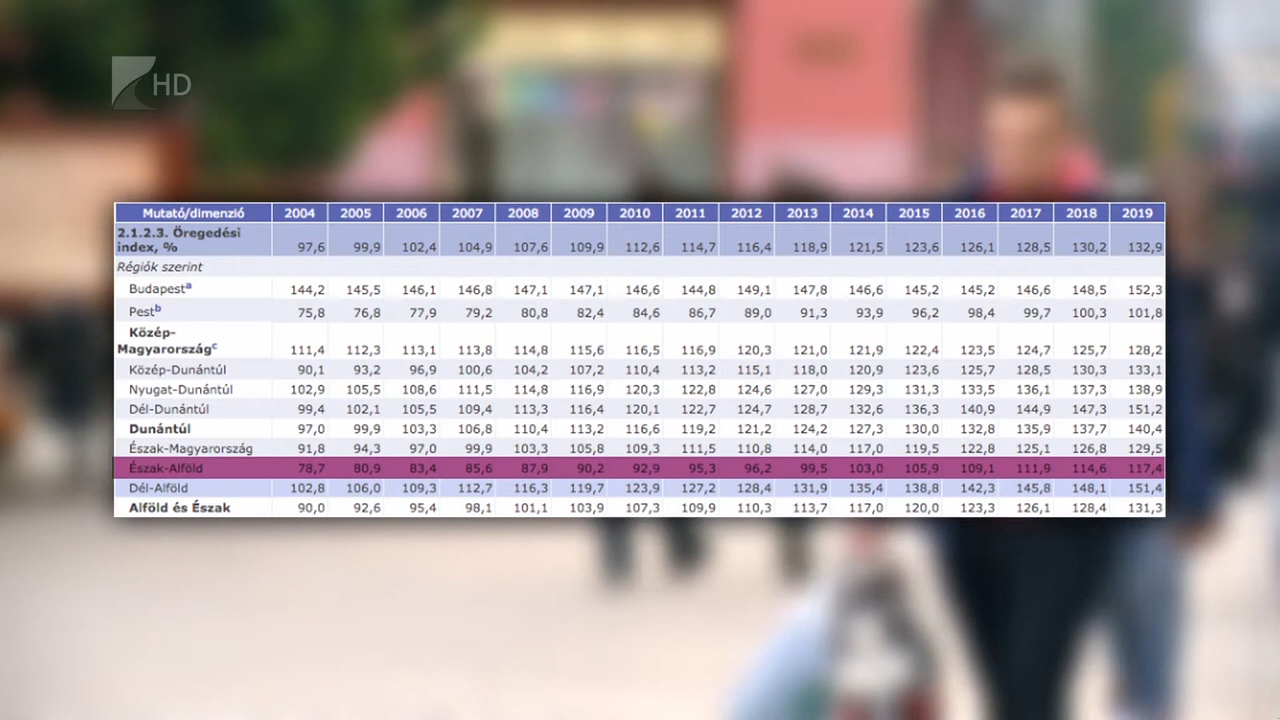 HD
Mutató/dimenzió 2004 2005 2006 2007 2008 2009 2010 2011 2012 2013 2014 2015 2016 2017 2018 2019
2.1.2.3. Öregedési
index, % 97,6 99,9 102,4 104,9 107,6 109,9 112,6 114,7 116,4 118,9 121,5 123,6 126,1 128,5 130,2 132,9
Régiók szerint
Budapestᵃ 144,2 145,5 146,1 146,8 147,1 147,1 146,6 144,8 149,1 147,8 146,6 145,2 145,2 146,6 148,5 152,3
Pestᵇ 75,8 76,8 77,9 79,2 80,8 82,4 84,6 86,7 89,0 91,3 93,9 96,2 98,4 99,7 100,3 101,8
Közép-
Magyarországᶜ 111,4 112,3 113,1 113,8 114,8 115,6 116,5 116,9 120,3 121,0 121,9 122,4 123,5 124,7 125,7 128,2
Közép-Dunántúl 90,1 93,2 96,9 100,6 104,2 107,2 110,4 113,2 115,1 118,0 120,9 123,6 125,7 128,5 130,3 133,1
Nyugat-Dunántúl 102,9 105,5 108,6 111,5 114,8 116,9 120,3 122,8 124,6 127,0 129,3 131,3 133,5 136,1 137,3 138,9
Dél-Dunántúl 99,4 102,1 105,5 109,4 113,3 116,4 120,1 122,7 124,7 128,7 132,6 136,3 140,9 144,9 147,3 151,2
Dunántúl 97,0 99,9 103,3 106,8 110,4 113,2 116,6 119,2 121,2 124,2 127,3 130,0 132,8 135,9 137,7 140,4
Észak-Magyarország 91,8 94,3 97,0 99,9 103,3 105,8 109,3 111,5 110,8 114,0 117,0 119,5 122,8 125,1 126,8 129,5
Észak-Alföld 78,7 80,9 83,4 85,6 87,9 90,2 92,9 95,3 96,2 99,5 103,0 105,9 109,1 111,9 114,6 117,4
Dél-Alföld 102,8 106,0 109,3 112,7 116,3 119,7 123,9 127,2 128,4 131,9 135,4 138,8 142,3 145,8 148,1 151,4
Alföld és Észak 90,0 92,6 95,4 98,1 101,1 103,9 107,3 109,9 110,3 113,7 117,0 120,0 123,3 126,1 128,4 131,3